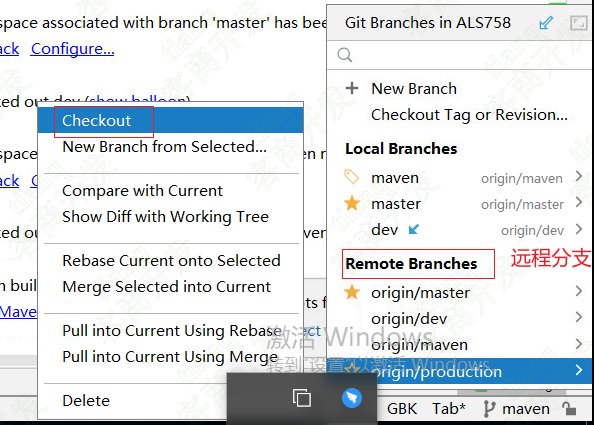 space associated with branch 'master' has bee
ack Configure...
ed out dev (show balloon)
space
ack
ed out
n buil
Mave
Checkout
New Branch from Selected...
Compare with Current
Show Diff with Working Tree
Rebase Current onto Selected
Merge Selected into Current
Pull into Current Using Rebase
Pull into Current Using Merge
Delete
Git Branches in ALS758
New Branch
Checkout Tag or Revision...
Local Branches
maven origin/maven
master origin/master
dev origin/dev
Remote Branches
远程分支
origin/master
origin/dev
origin/maven
origin/production
激活 Windows
转到"设置"以激活 Windows
GBK Tab* maven